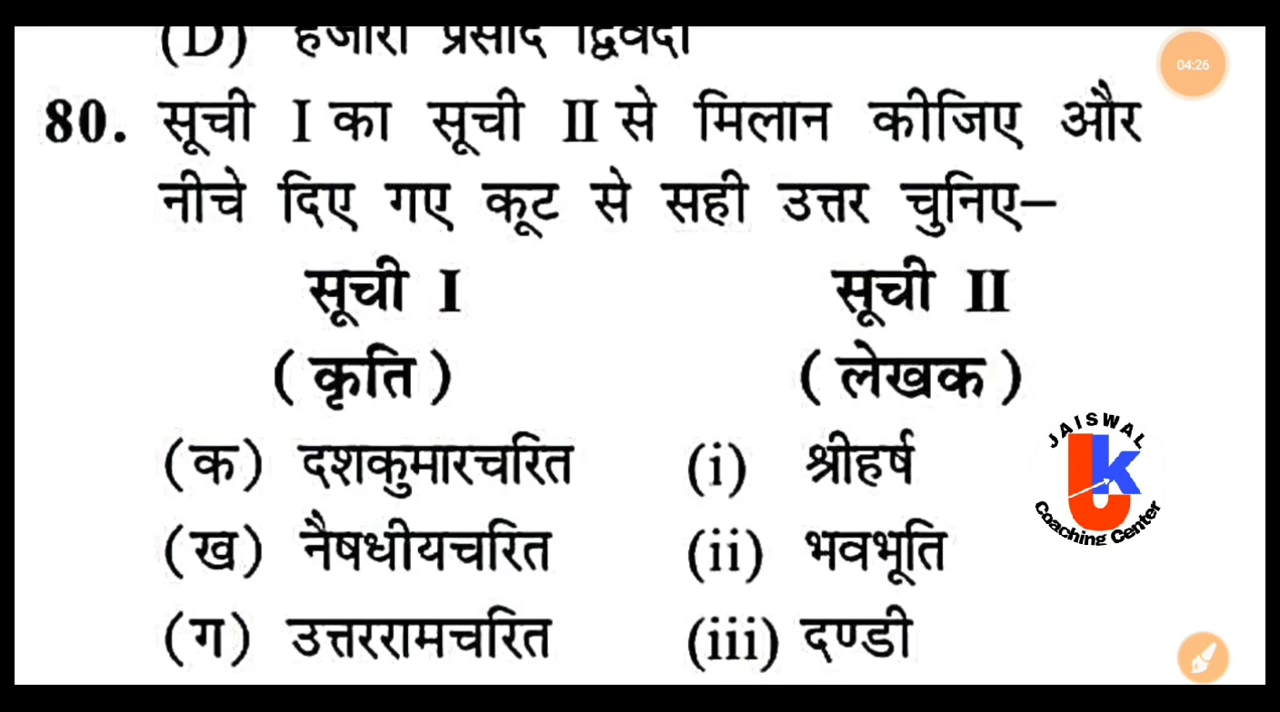 (D) हजारी प्रसाद द्विवेदी
04:26
80. सूची I का सूची II से मिलान कीजिए और
नीचे दिए गए कूट से सही उत्तर चुनिए–
सूची I सूची II
(कृति) (लेखक)
(क) दशकुमारचरित (i) श्रीहर्ष
(ख) नैषधीयचरित (ii) भवभूति
(ग) उत्तररामचरित (iii) दण्डी
JAISWAL
JK
Coaching Center